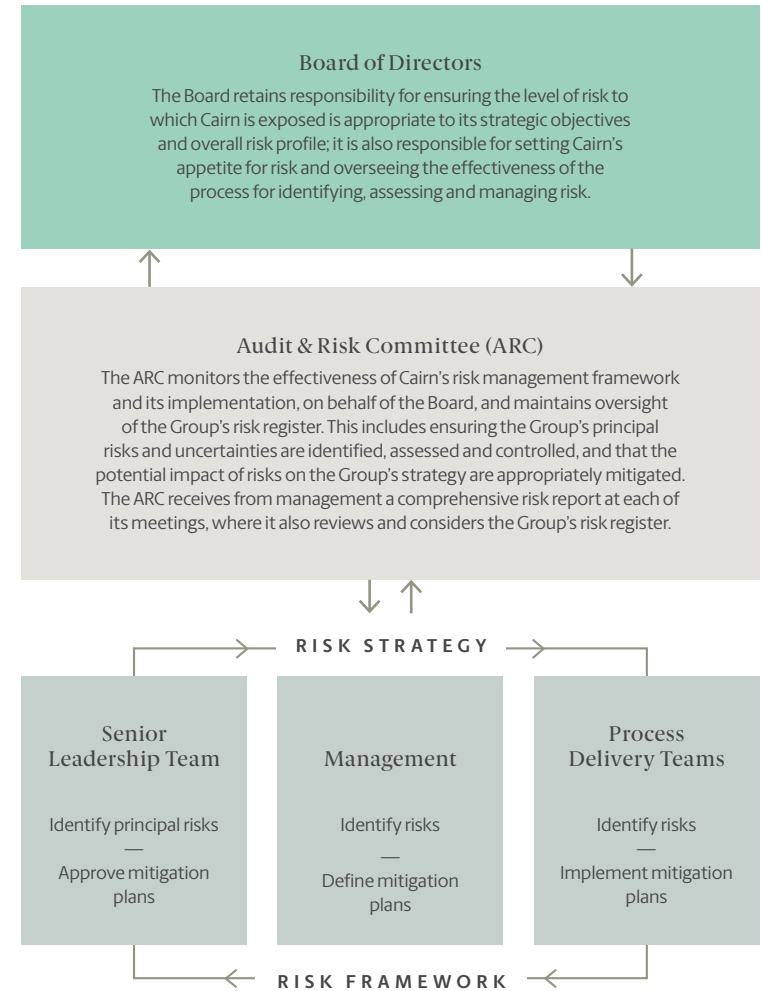 Board of Directors
The Board retains responsibility for ensuring the level of risk to
which Cairn is exposed is appropriate to its strategic objectives
and overall risk profile; it is also responsible for setting Cairn’s
appetite for risk and overseeing the effectiveness of the
process for identifying, assessing and managing risk.
Audit & Risk Committee (ARC)
The ARC monitors the effectiveness of Cairn’s risk management framework
and its implementation, on behalf of the Board, and maintains oversight
of the Group’s risk register. This includes ensuring the Group’s principal
risks and uncertainties are identified, assessed and controlled, and that the
potential impact of risks on the Group’s strategy are appropriately mitigated.
The ARC receives from management a comprehensive risk report at each of
its meetings, where it also reviews and considers the Group’s risk register.
RISK STRATEGY
Senior
Leadership Team
Identify principal risks
—
Approve mitigation
plans
Management
Identify risks
—
Define mitigation
plans
Process
Delivery Teams
Identify risks
—
Implement mitigation
plans
RISK FRAMEWORK